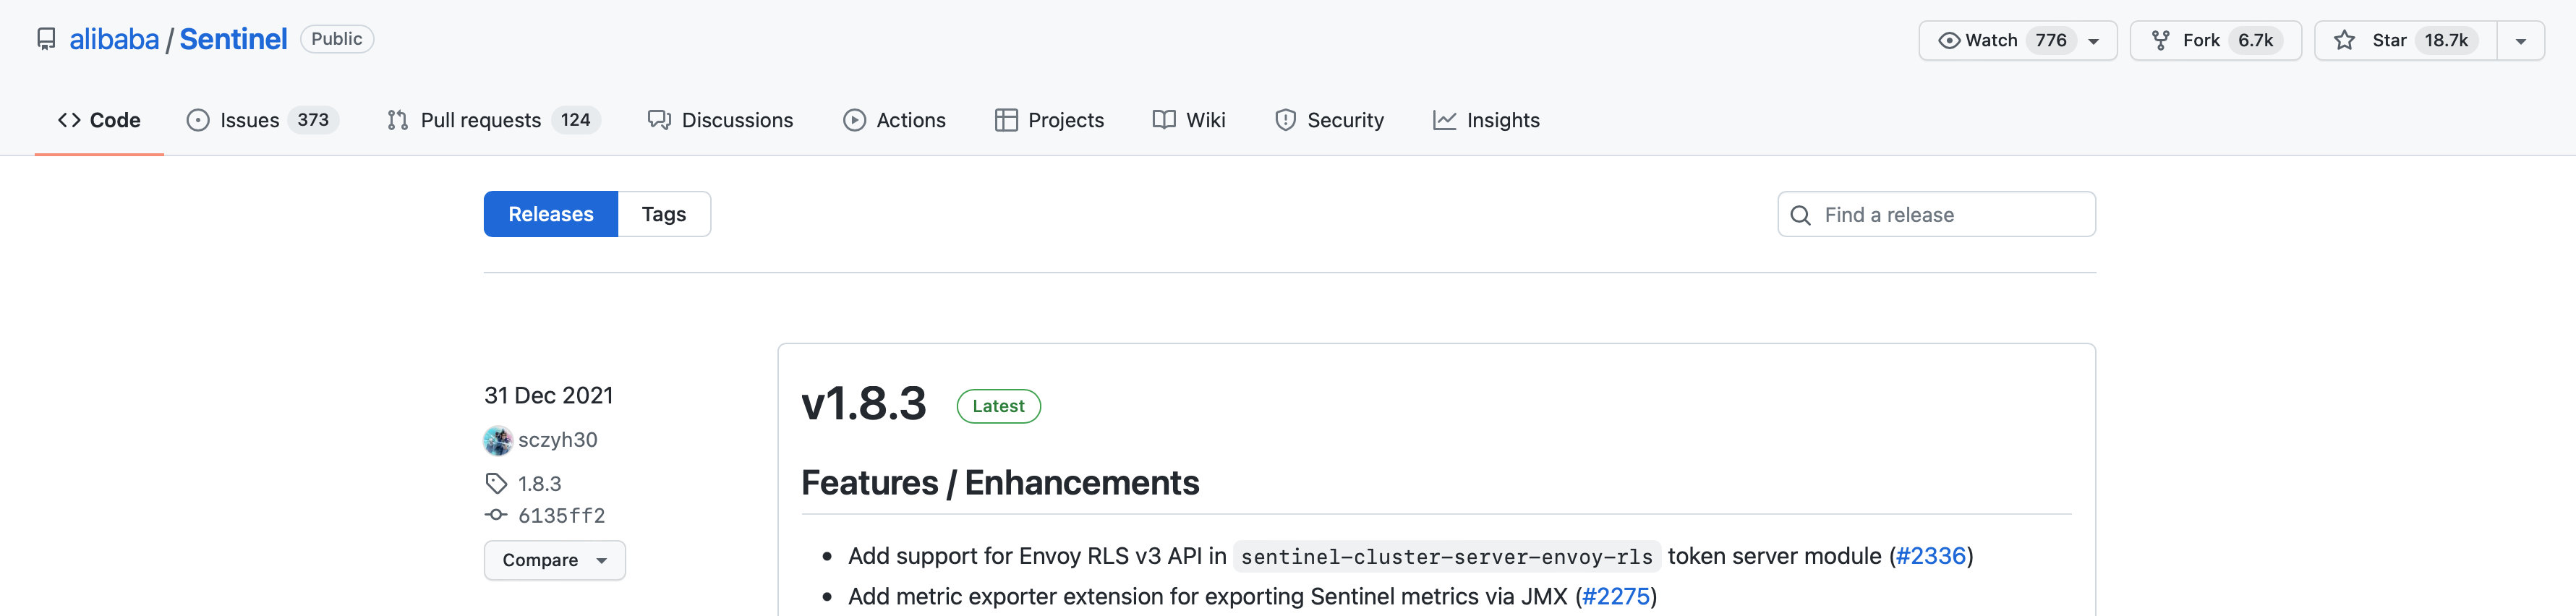 alibaba / Sentinel Public
Watch 776 Fork 6.7k Star 18.7k
Code Issues 373 Pull requests 124 Discussions Actions Projects Wiki Security Insights
Releases Tags
Find a release
31 Dec 2021
sczyh30
1.8.3
6135ff2
Compare
v1.8.3 Latest
Features / Enhancements
• Add support for Envoy RLS v3 API in sentinel-cluster-server-envoy-rls token server module (#2336)
• Add metric exporter extension for exporting Sentinel metrics via JMX (#2275)